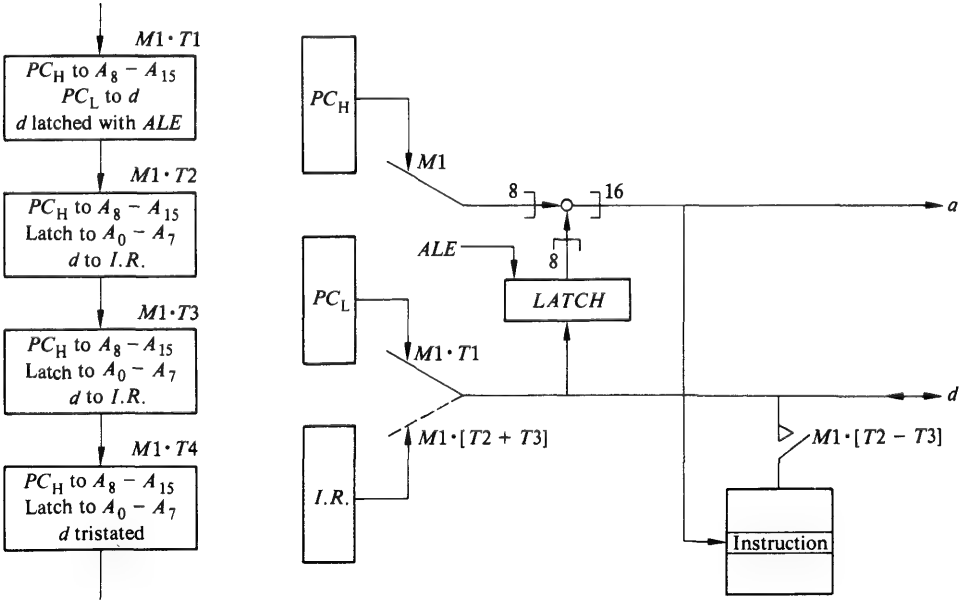 M1·T1
PC_H to A_8 − A_15
PC_L to d
d latched with ALE
M1·T2
PC_H to A_8 − A_15
Latch to A_0 − A_7
d to I.R.
M1·T3
PC_H to A_8 − A_15
Latch to A_0 − A_7
d to I.R.
M1·T4
PC_H to A_8 − A_15
Latch to A_0 − A_7
d tristated
PC_H
M1
8
16
a
ALE
8
PC_L
LATCH
M1·T1
d
M1·[T2 + T3]
M1·[T2 − T3]
I.R.
Instruction